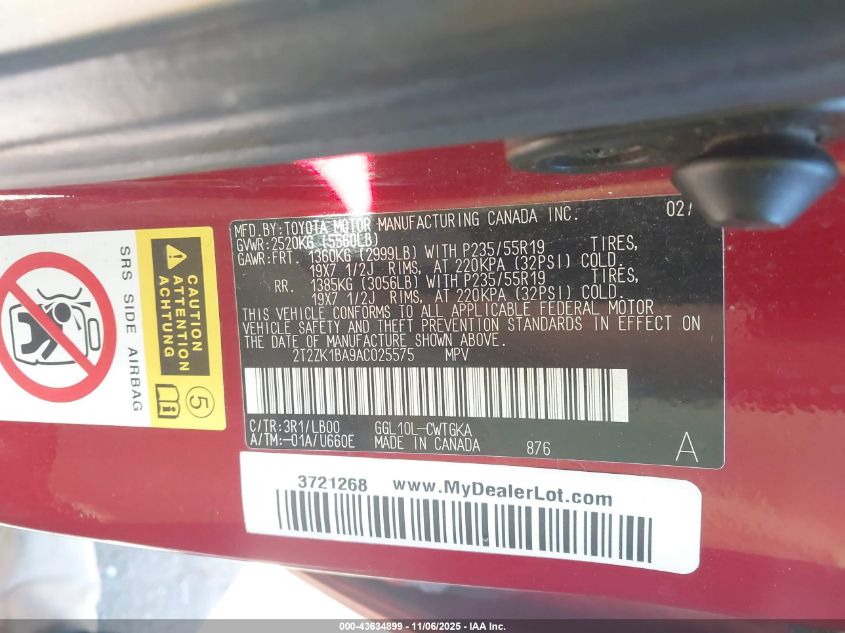 MFD.BY:TOYOTA MOTOR MANUFACTURING CANADA INC. 02/
GVWR:2520KG (5560LB)
GAWR:FRT. 1360KG (2999LB) WITH P235/55R19 TIRES,
19X7 1/2J RIMS, AT 220KPA (32PSI) COLD.
RR. 1385KG (3056LB) WITH P235/55R19 TIRES,
19X7 1/2J RIMS, AT 220KPA (32PSI) COLD.
THIS VEHICLE CONFORMS TO ALL APPLICABLE FEDERAL MOTOR
VEHICLE SAFETY AND THEFT PREVENTION STANDARDS IN EFFECT ON
THE DATE OF MANUFACTURE SHOWN ABOVE.
2T2ZK1BA9AC025575 MPV
C/TR:3R1/LB00 GGL10L-CWTGKA
A/TM:-01A/U660E MADE IN CANADA 876 A
CAUTION
ATTENTION
ACHTUNG
SRS SIDE AIRBAG
5
3721268 www.MyDealerLot.com
000-43634899 - 11/06/2025 - IAA Inc.